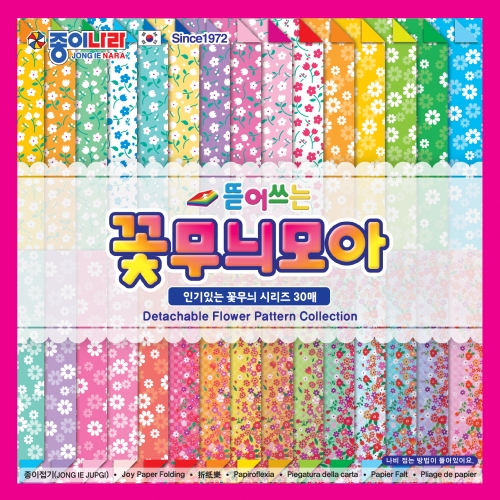 종이나라
JONG IE NARA
Since1972
뜯어쓰는
꽃무늬모아
인기있는 꽃무늬 시리즈 30매
Detachable Flower Pattern Collection
나비 접는 방법이 들어있어요.
종이접기(JONG IE JUPGI) • Joy Paper Folding • 折紙樂 • Papiroflexia • Piegatura della carta • Papier Falt • Pliage de papier